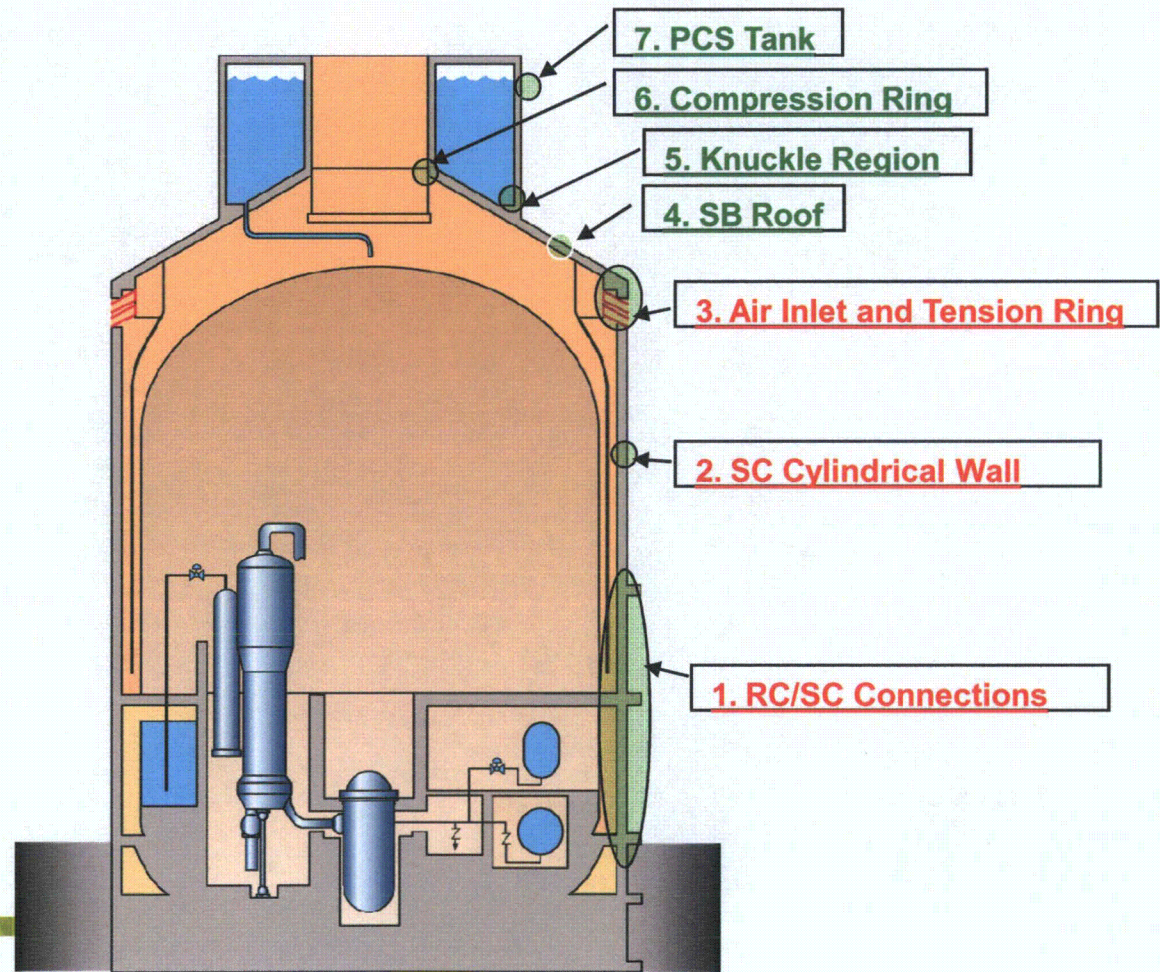 7. PCS Tank
6. Compression Ring
5. Knuckle Region
4. SB Roof
3. Air Inlet and Tension Ring
2. SC Cylindrical Wall
1. RC/SC Connections